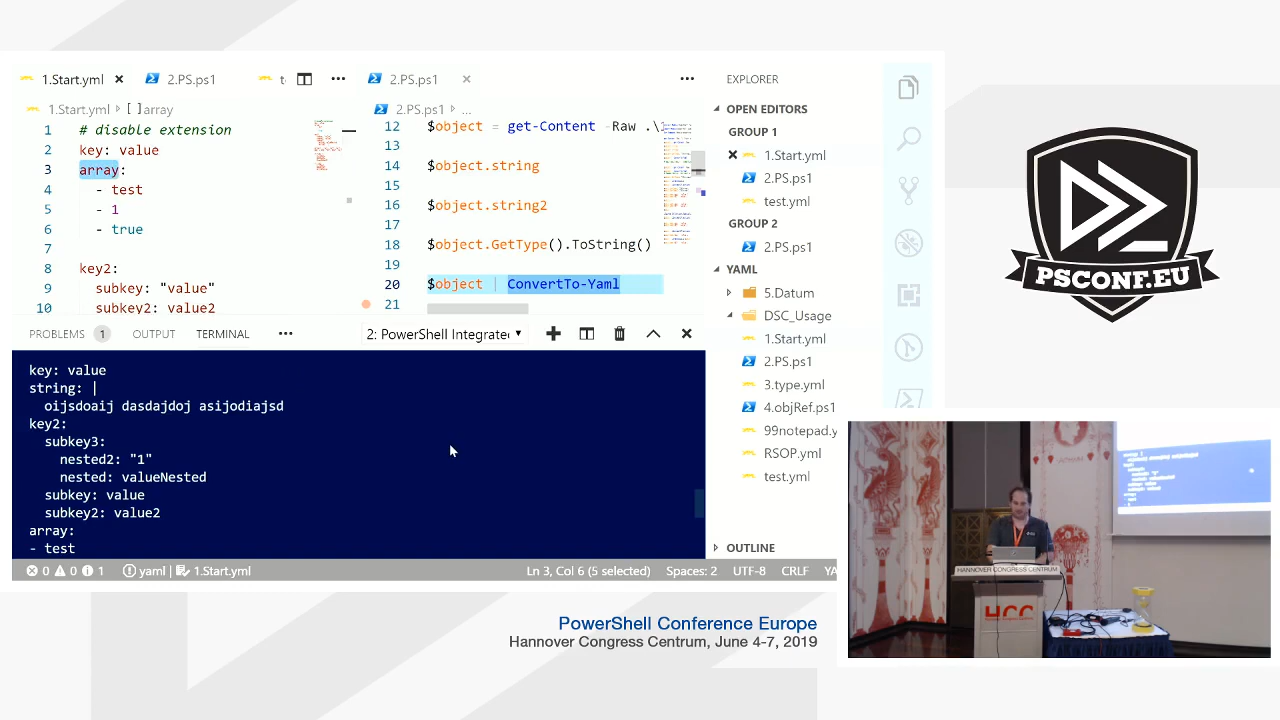 1.Start.yml
2.PS.ps1
t
2.PS.ps1
1.Start.yml > [ ] array
1 # disable extension
2 key: value
3 array:
4 - test
5 - 1
6 - true
7
8 key2:
9 subkey: "value"
10 subkey2: value2
2.PS.ps1 > ...
12 $object = get-Content -Raw .\
13
14 $object.string
15
16 $object.string2
17
18 $object.GetType().ToString()
19
20 $object | ConvertTo-Yaml
21
EXPLORER
OPEN EDITORS
GROUP 1
1.Start.yml
2.PS.ps1
test.yml
GROUP 2
2.PS.ps1
YAML
5.Datum
DSC_Usage
1.Start.yml
2.PS.ps1
3.type.yml
4.objRef.ps1
99notepad.y
RSOP.yml
test.yml
OUTLINE
PROBLEMS 1 OUTPUT TERMINAL ... 2: PowerShell Integrate
key: value
string: |
oijsdoaij dasdajdoj asijodiajsd
key2:
subkey3:
nested2: "1"
nested: valueNested
subkey: value
subkey2: value2
array:
- test
0 0 1 yaml | 1.Start.yml Ln 3, Col 6 (5 selected) Spaces: 2 UTF-8 CRLF YA
PSCONF.EU
HANNOVER CONGRESS CENTRUM
HCC
PowerShell Conference Europe
Hannover Congress Centrum, June 4-7, 2019